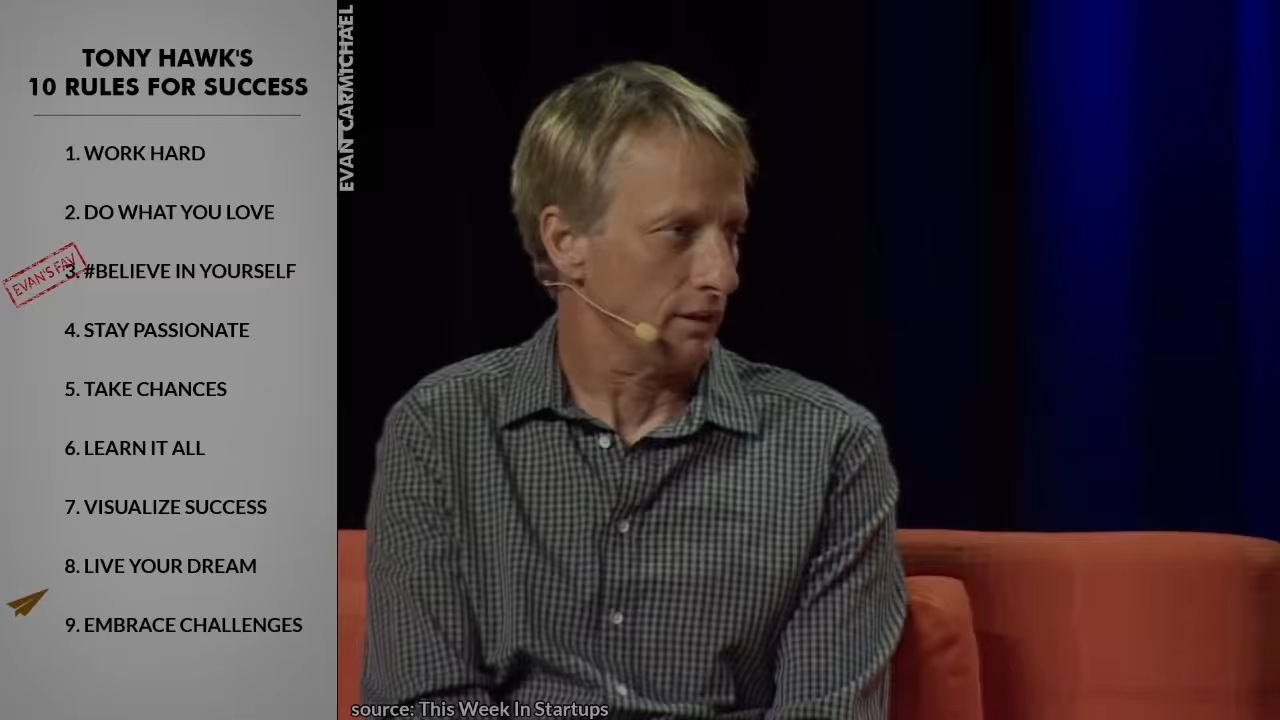 TONY HAWK'S
10 RULES FOR SUCCESS
1. WORK HARD
2. DO WHAT YOU LOVE
EVAN'S FAV
3. #BELIEVE IN YOURSELF
4. STAY PASSIONATE
5. TAKE CHANCES
6. LEARN IT ALL
7. VISUALIZE SUCCESS
8. LIVE YOUR DREAM
9. EMBRACE CHALLENGES
EVAN CARMICHAEL
source: This Week In Startups